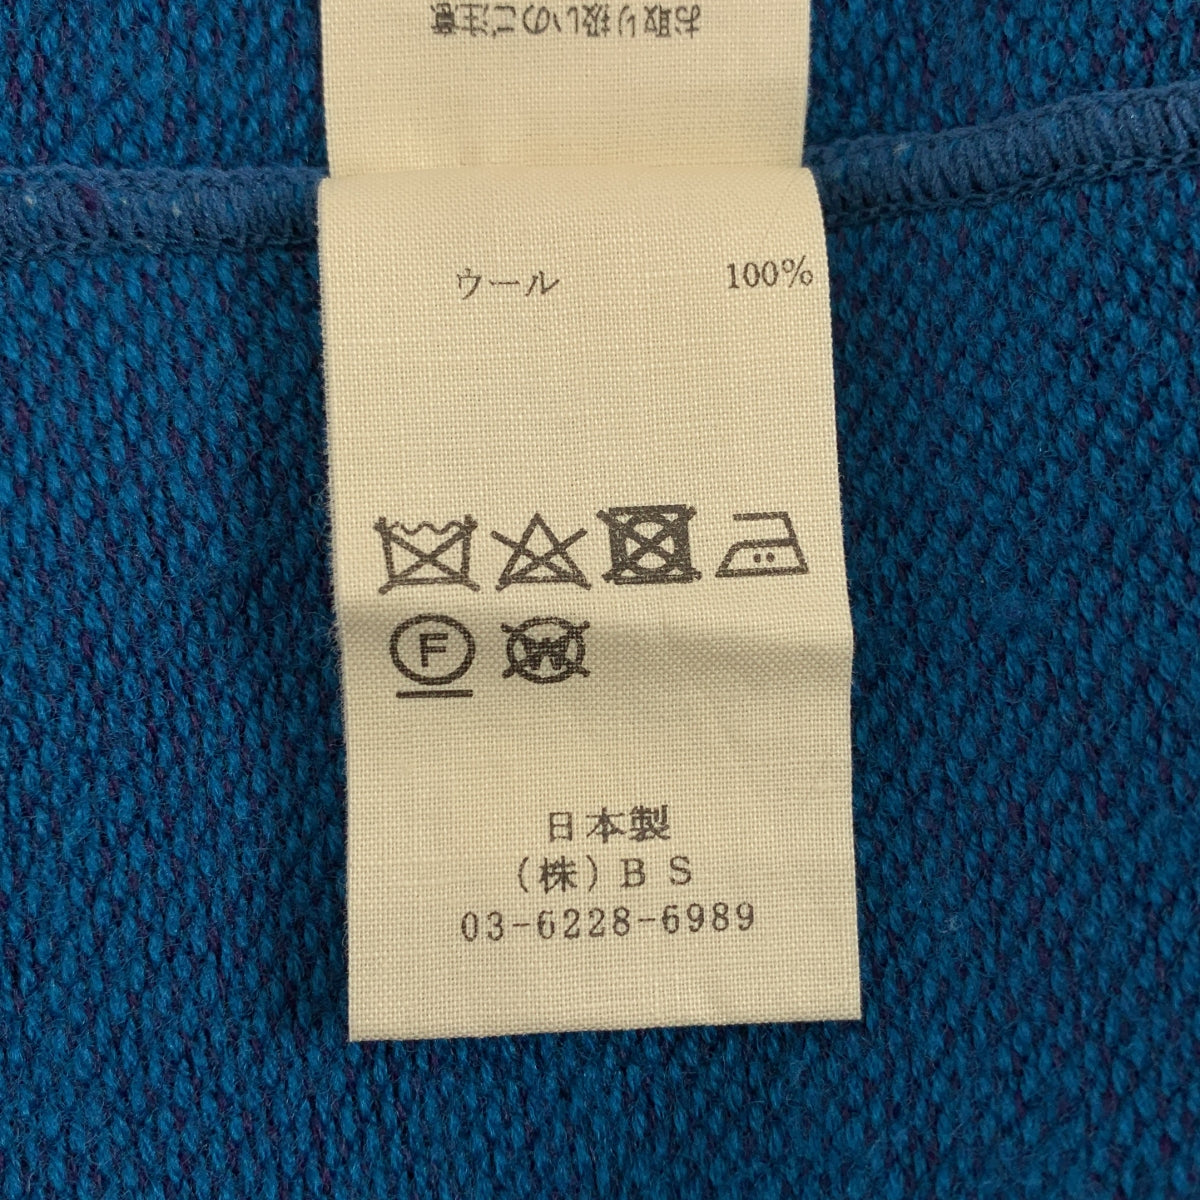 お取り扱いのご注意
ウール 100%
F
W
日本製
(株)BS
03-6228-6989